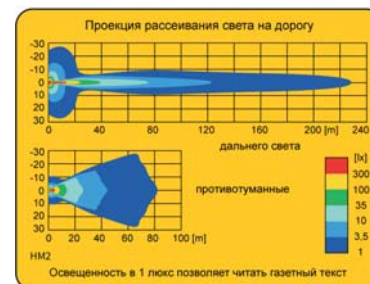 Проекция рассеивания света на дорогу
-30
-20
-10
0
10
20
30
0 40 80 120 160 200 [m] 240
дальнего света
-30
-20
-10
0
10
20
30
0 20 40 60 80 100 [m]
противотуманные
[lx]
300
100
35
10
3,5
1
HM2
Освещенность в 1 люкс позволяет читать газетный текст